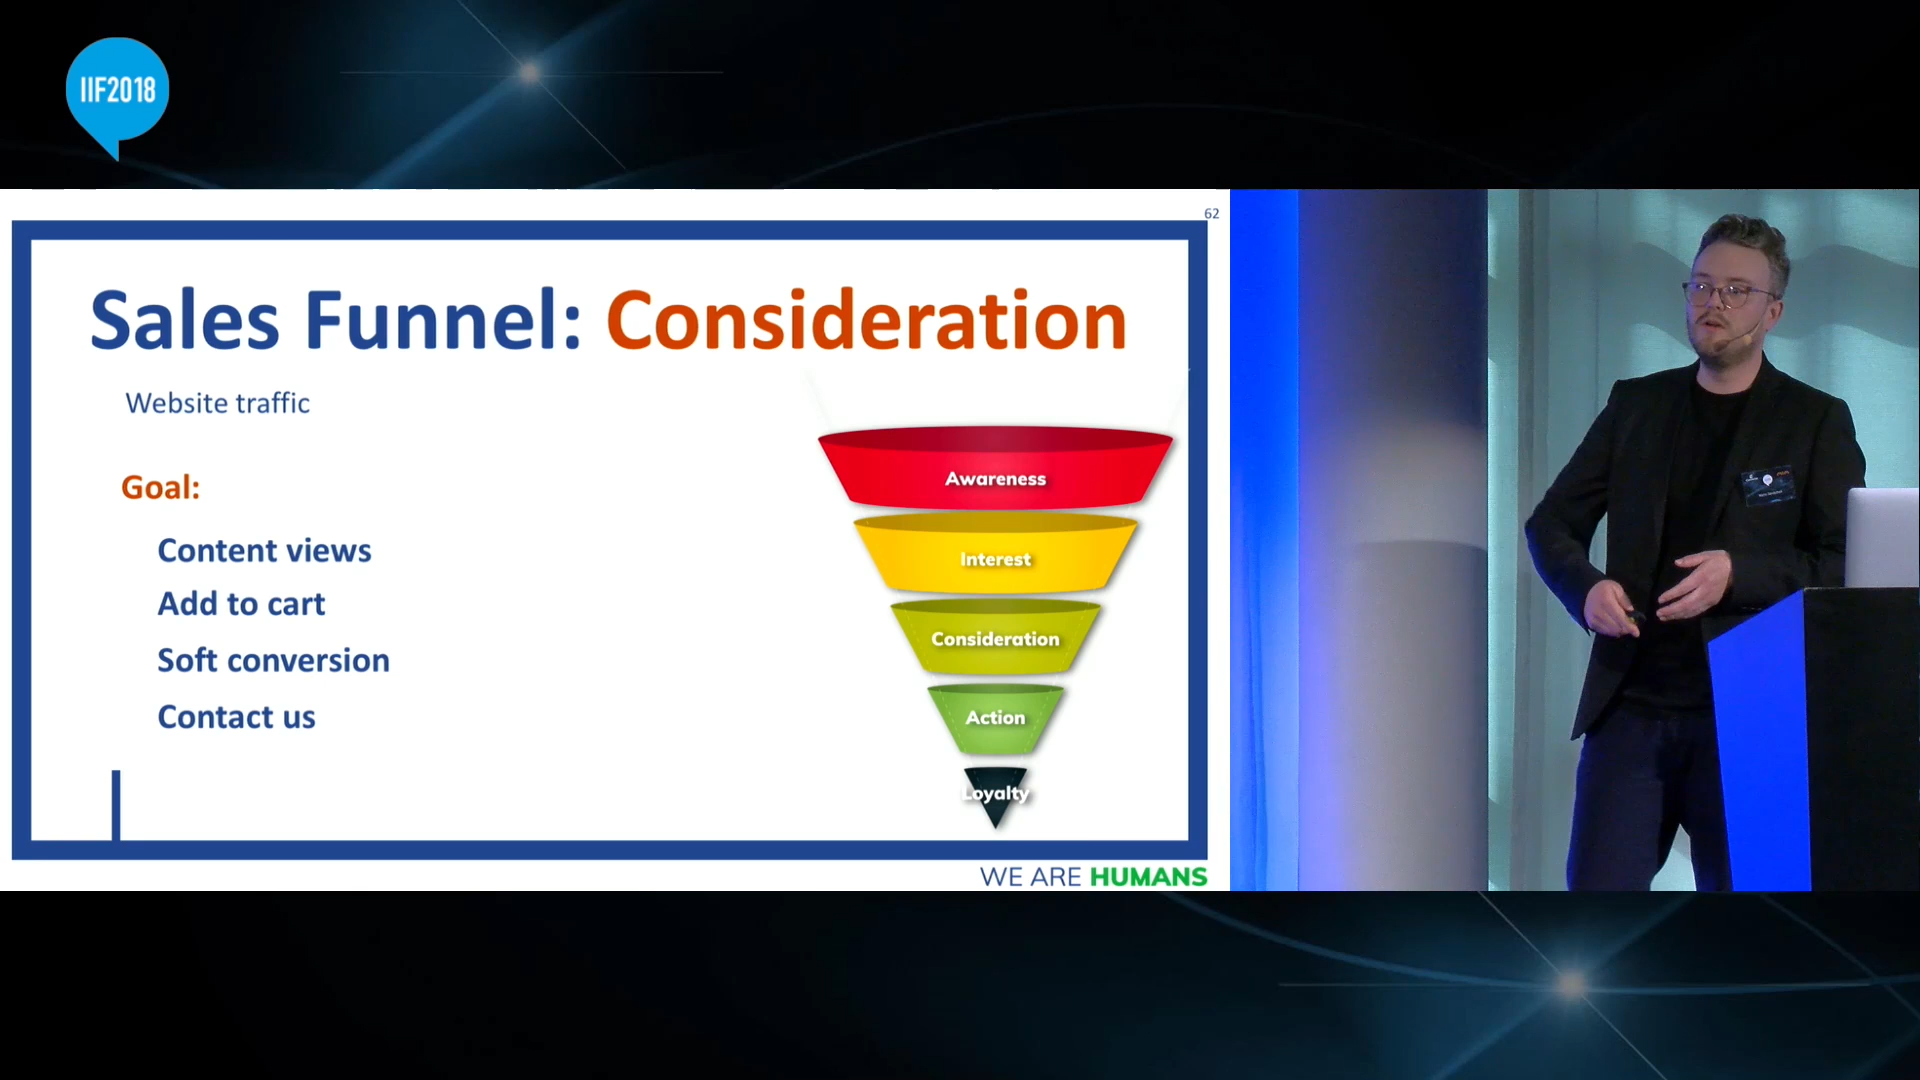 IIF2018
62
Sales Funnel: Consideration
Website traffic
Goal:
Content views
Add to cart
Soft conversion
Contact us
Awareness
Interest
Consideration
Action
Loyalty
WE ARE HUMANS